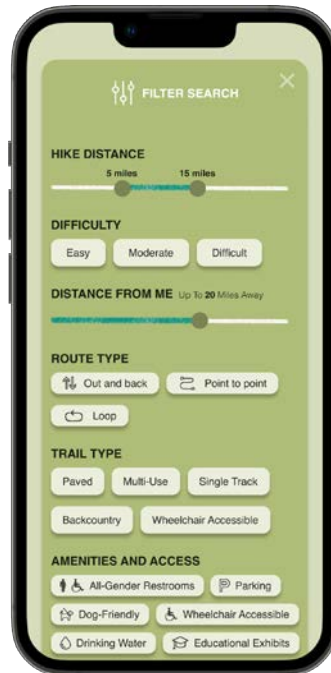 FILTER SEARCH
HIKE DISTANCE
5 miles 15 miles
DIFFICULTY
Easy Moderate Difficult
DISTANCE FROM ME Up To 20 Miles Away
ROUTE TYPE
Out and back Point to point
Loop
TRAIL TYPE
Paved Multi-Use Single Track
Backcountry Wheelchair Accessible
AMENITIES AND ACCESS
All-Gender Restrooms Parking
Dog-Friendly Wheelchair Accessible
Drinking Water Educational Exhibits